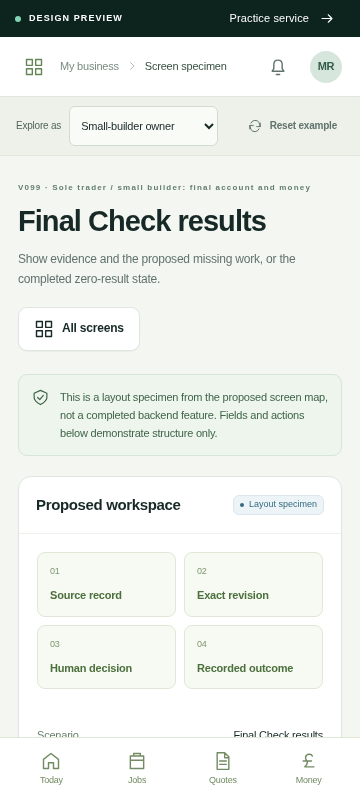 DESIGN PREVIEW
Practice service
My business
Screen specimen
MR
Explore as
Small-builder owner
Reset example
V099 · Sole trader / small builder: final account and money
Final Check results
Show evidence and the proposed missing work, or the
completed zero-result state.
All screens
This is a layout specimen from the proposed screen map,
not a completed backend feature. Fields and actions
below demonstrate structure only.
Proposed workspace
Layout specimen
01
Source record
02
Exact revision
03
Human decision
04
Recorded outcome
Scenario
Final Check results
Today
Jobs
Quotes
Money